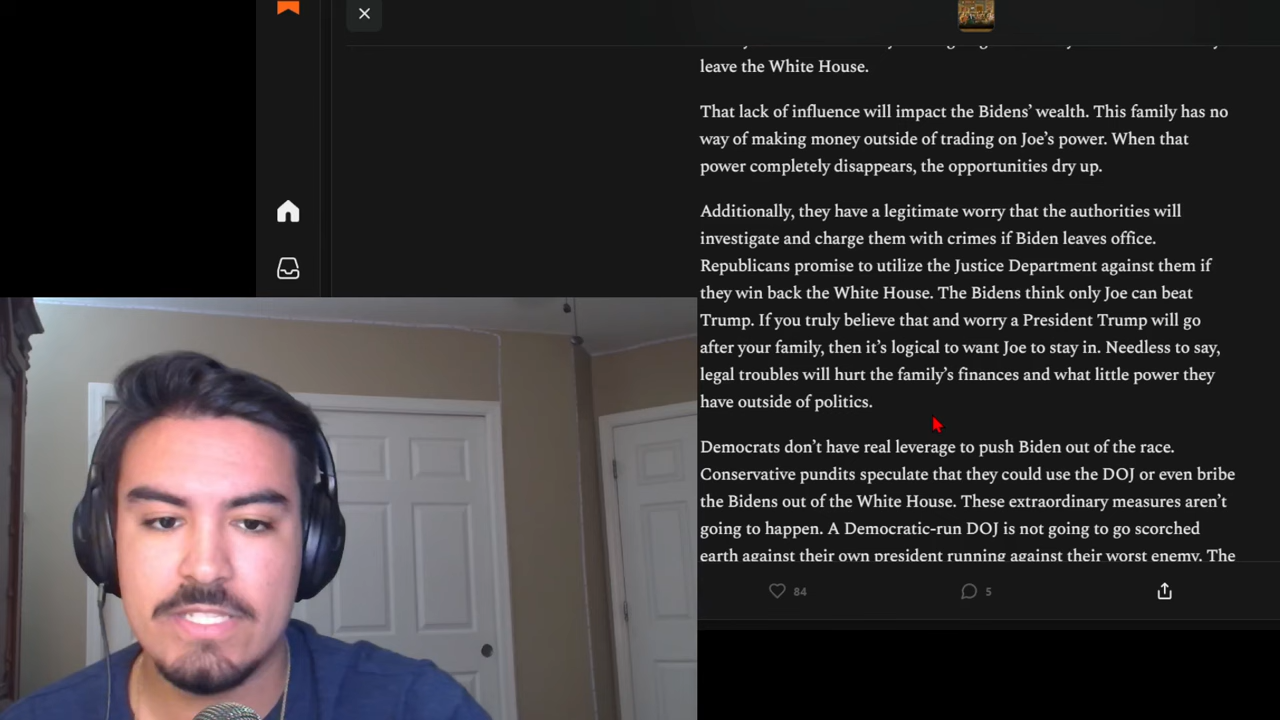 leave the White House.
That lack of influence will impact the Bidens’ wealth. This family has no
way of making money outside of trading on Joe’s power. When that
power completely disappears, the opportunities dry up.
Additionally, they have a legitimate worry that the authorities will
investigate and charge them with crimes if Biden leaves office.
Republicans promise to utilize the Justice Department against them if
they win back the White House. The Bidens think only Joe can beat
Trump. If you truly believe that and worry a President Trump will go
after your family, then it’s logical to want Joe to stay in. Needless to say,
legal troubles will hurt the family’s finances and what little power they
have outside of politics.
Democrats don’t have real leverage to push Biden out of the race.
Conservative pundits speculate that they could use the DOJ or even bribe
the Bidens out of the White House. These extraordinary measures aren’t
going to happen. A Democratic-run DOJ is not going to go scorched
earth against their own president running against their worst enemy. The
84
5